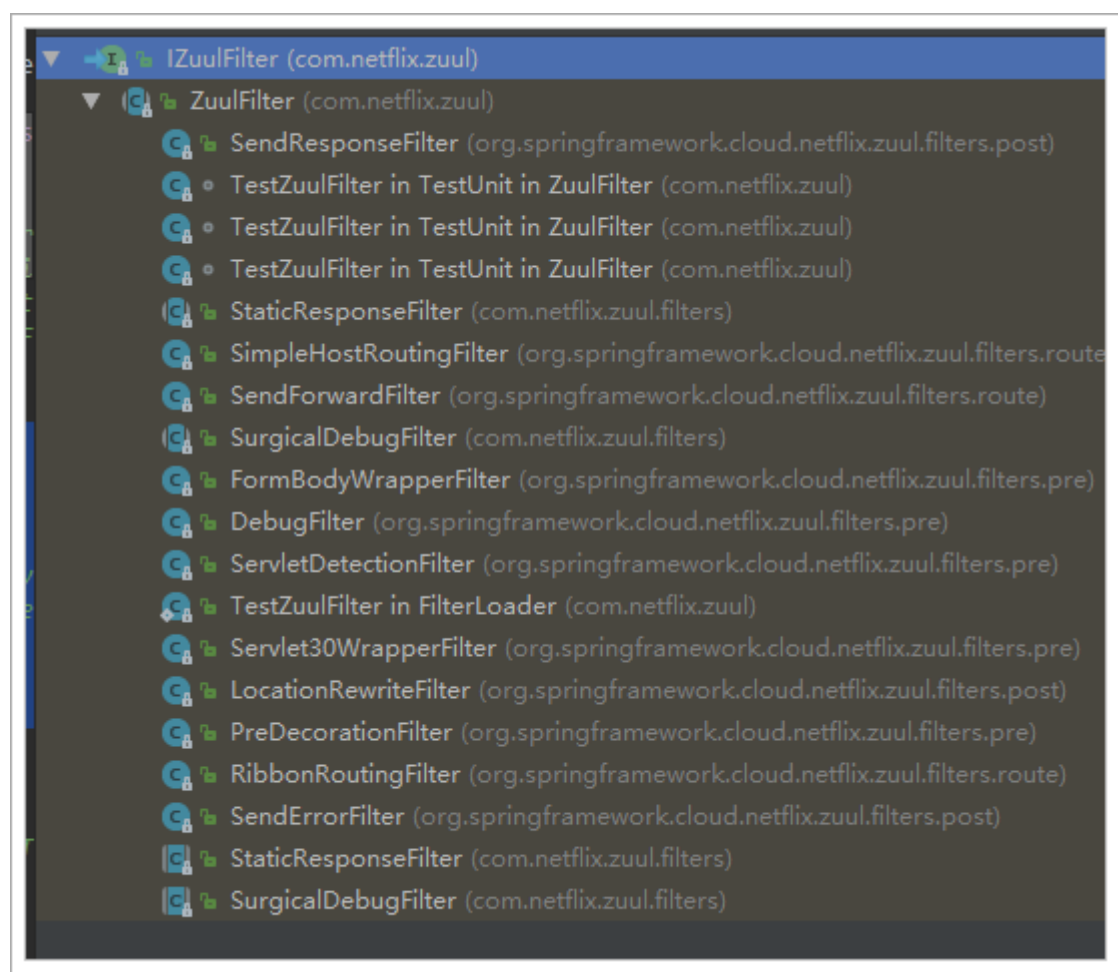 IZuulFilter (com.netflix.zuul)
ZuulFilter (com.netflix.zuul)
SendResponseFilter (org.springframework.cloud.netflix.zuul.filters.post)
TestZuulFilter in TestUnit in ZuulFilter (com.netflix.zuul)
TestZuulFilter in TestUnit in ZuulFilter (com.netflix.zuul)
TestZuulFilter in TestUnit in ZuulFilter (com.netflix.zuul)
StaticResponseFilter (com.netflix.zuul.filters)
SimpleHostRoutingFilter (org.springframework.cloud.netflix.zuul.filters.route
SendForwardFilter (org.springframework.cloud.netflix.zuul.filters.route)
SurgicalDebugFilter (com.netflix.zuul.filters)
FormBodyWrapperFilter (org.springframework.cloud.netflix.zuul.filters.pre)
DebugFilter (org.springframework.cloud.netflix.zuul.filters.pre)
ServletDetectionFilter (org.springframework.cloud.netflix.zuul.filters.pre)
TestZuulFilter in FilterLoader (com.netflix.zuul)
Servlet30WrapperFilter (org.springframework.cloud.netflix.zuul.filters.pre)
LocationRewriteFilter (org.springframework.cloud.netflix.zuul.filters.post)
PreDecorationFilter (org.springframework.cloud.netflix.zuul.filters.pre)
RibbonRoutingFilter (org.springframework.cloud.netflix.zuul.filters.route)
SendErrorFilter (org.springframework.cloud.netflix.zuul.filters.post)
StaticResponseFilter (com.netflix.zuul.filters)
SurgicalDebugFilter (com.netflix.zuul.filters)